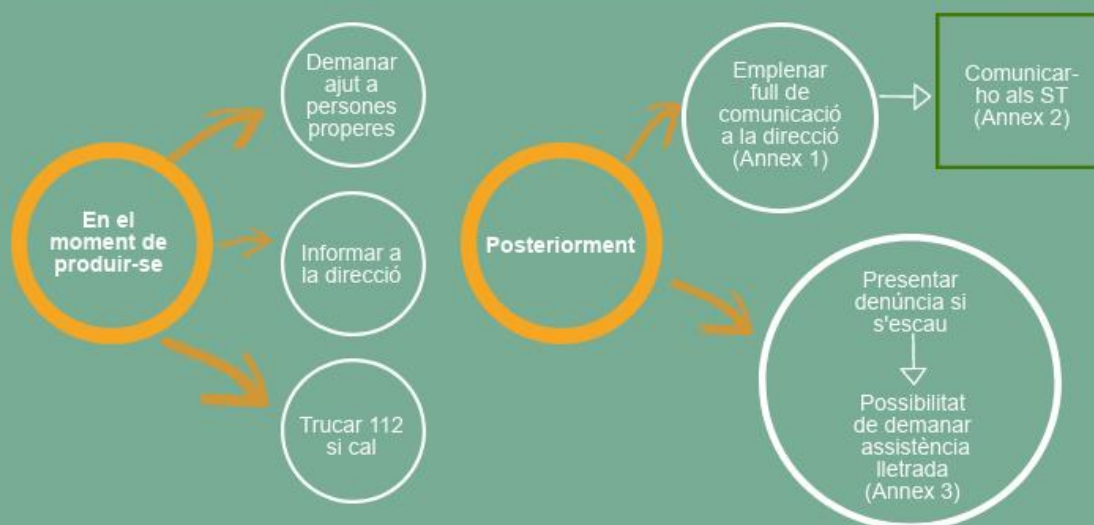 En el
moment de
produir-se
Demanar
ajut a
persones
properes
Informar a
la direcció
Trucar 112
si cal
Posteriorment
Emplenar
full de
comunicació
a la direcció
(Annex 1)
Comunicar-
ho als ST
(Annex 2)
Presentar
denúncia si
s'escau
Possibilitat
de demanar
assistència
lletrada
(Annex 3)